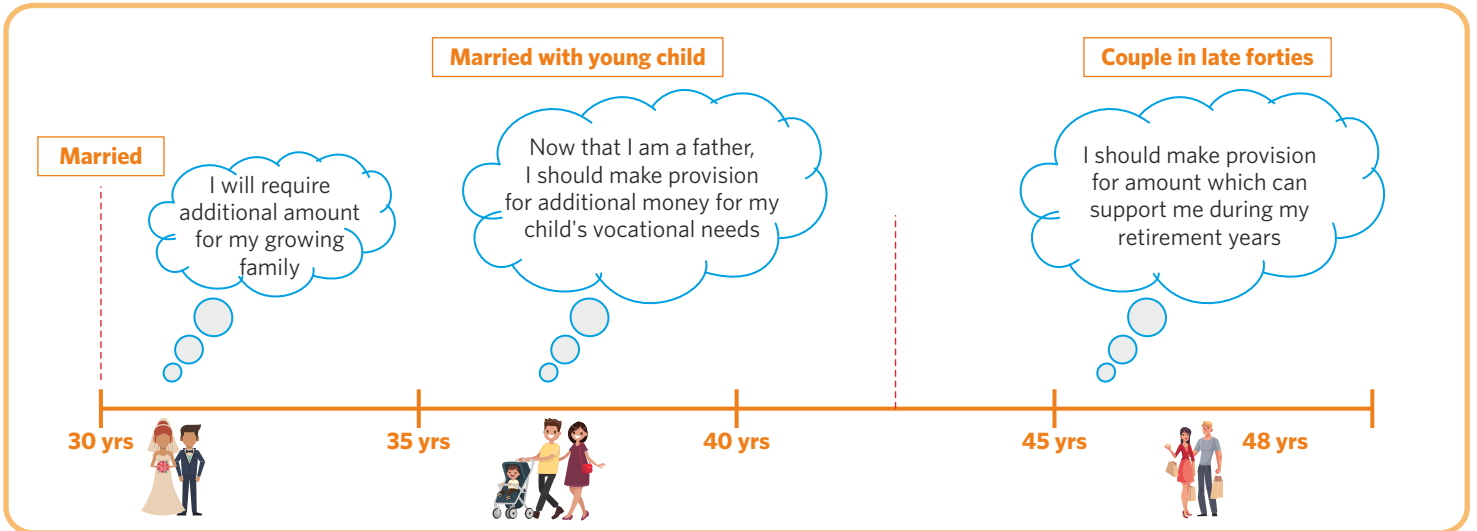 Married
I will require
additional amount
for my growing
family
Married with young child
Now that I am a father,
I should make provision
for additional money for my
child's vocational needs
Couple in late forties
I should make provision
for amount which can
support me during my
retirement years
30 yrs
35 yrs
40 yrs
45 yrs
48 yrs